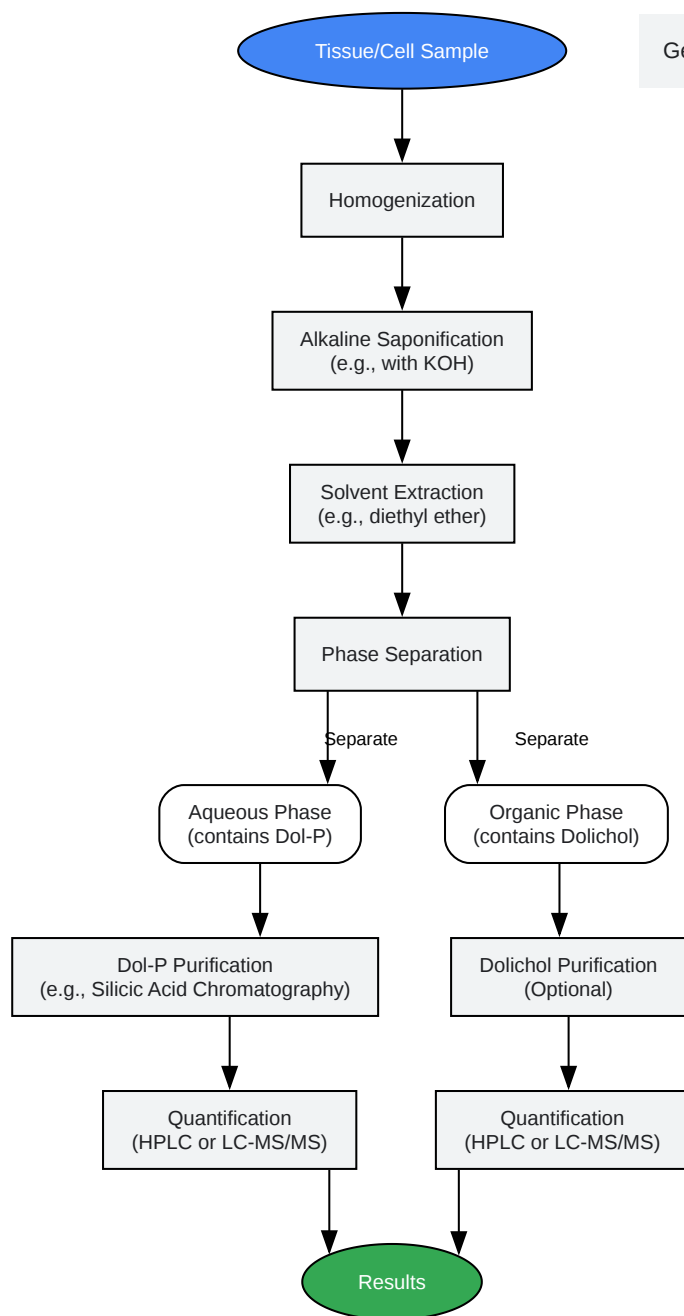 Tissue/Cell Sample
Homogenization
Alkaline Saponification
(e.g., with KOH)
Solvent Extraction
(e.g., diethyl ether)
Phase Separation
Separate
Separate
Aqueous Phase
(contains Dol-P)
Organic Phase
(contains Dolichol)
Dol-P Purification
(e.g., Silicic Acid Chromatography)
Dolichol Purification
(Optional)
Quantification
(HPLC or LC-MS/MS)
Quantification
(HPLC or LC-MS/MS)
Results